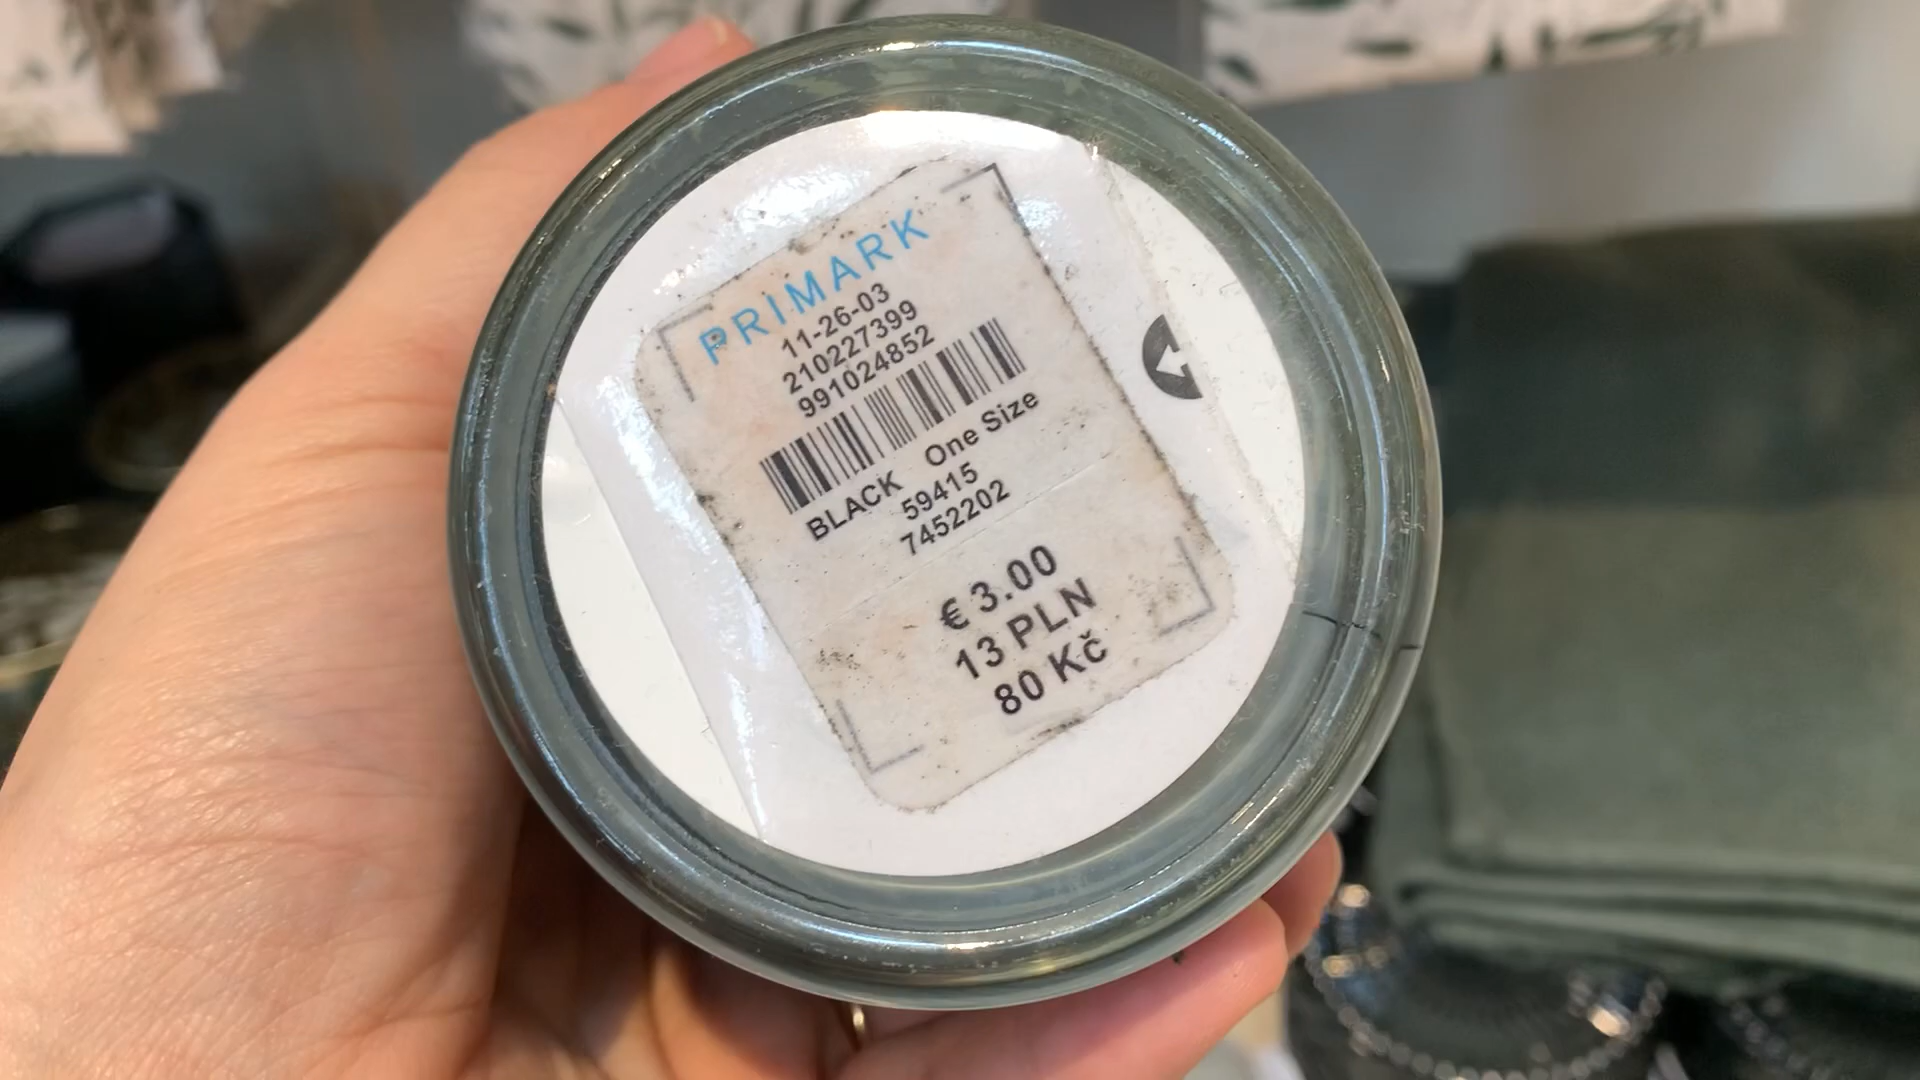 PRIMARK
11-26-03
210227399
991024852
BLACK One Size
59415
7452202
€ 3.00
13 PLN
80 Kč